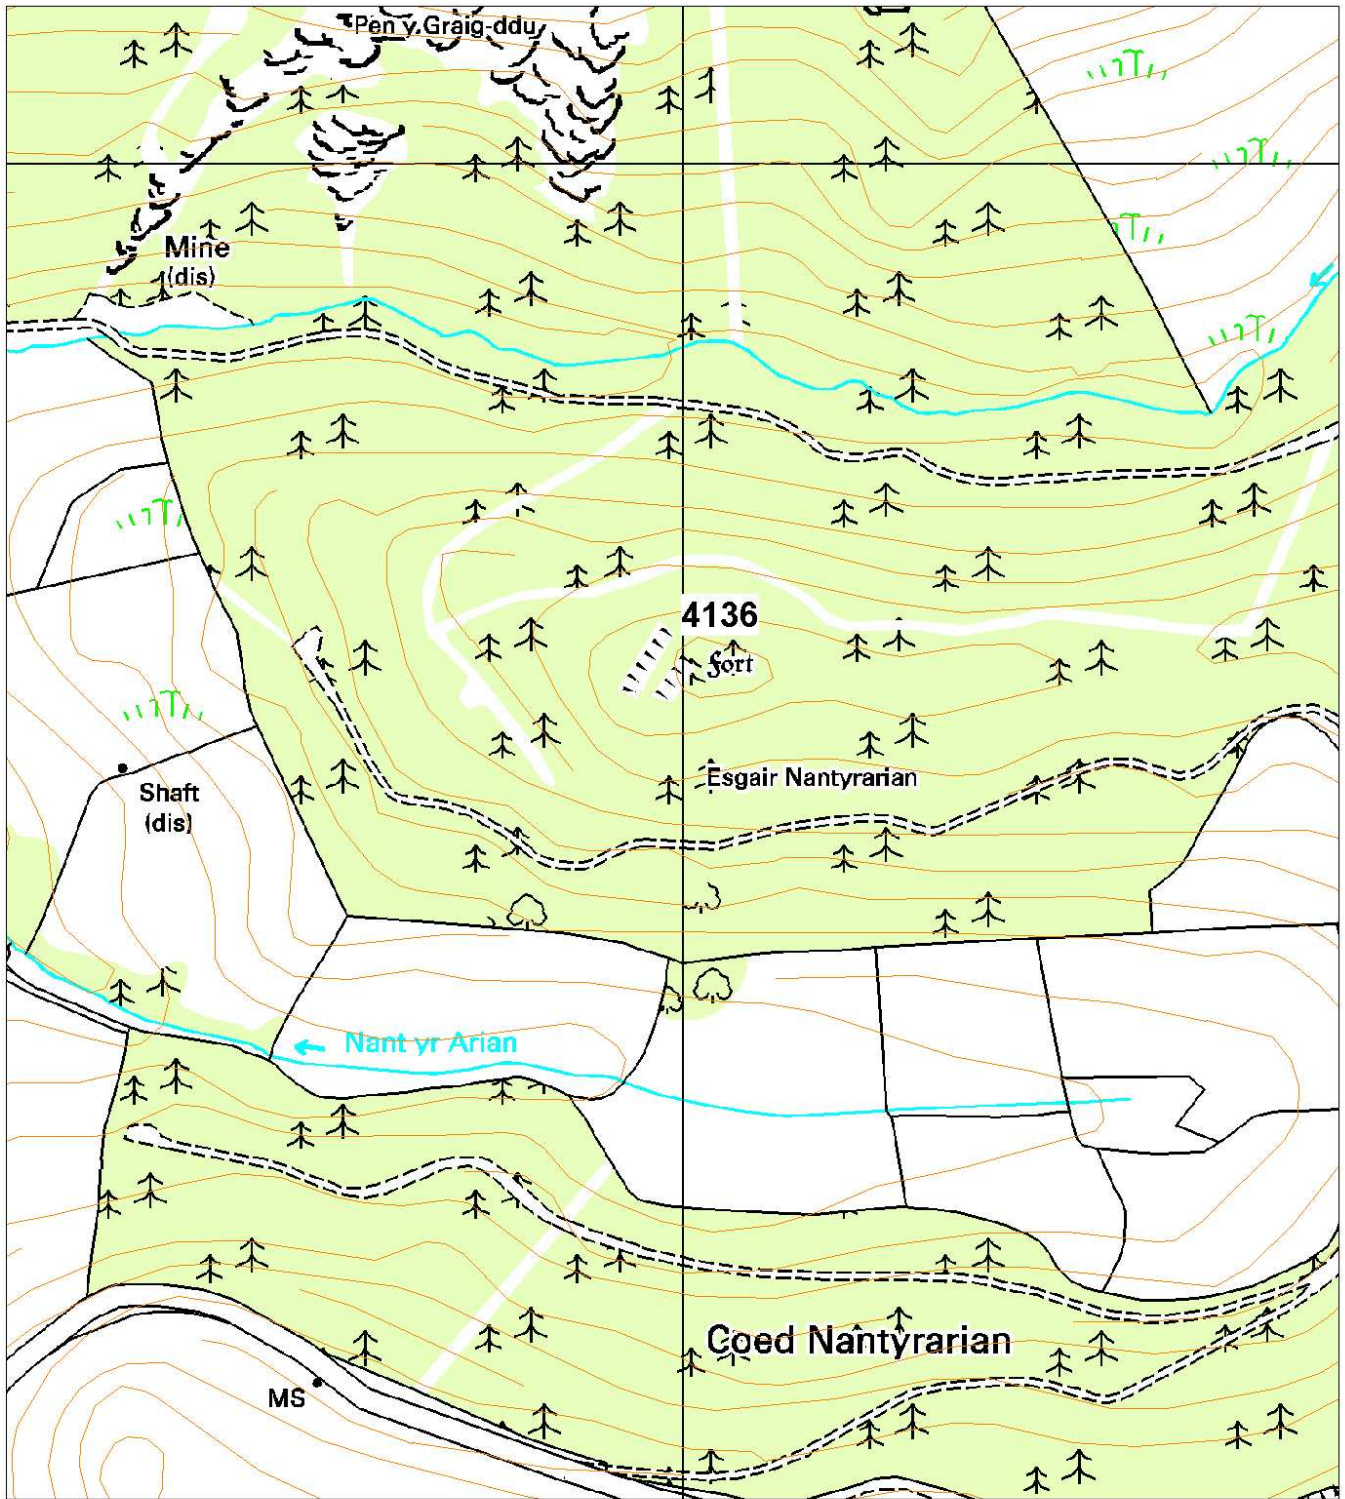 Pen y Graig-ddu
Mine
(dis)
4136
Fort
Esgair Nantyrarian
Shaft
(dis)
Nant yr Arian
Coed Nantyrarian
MS